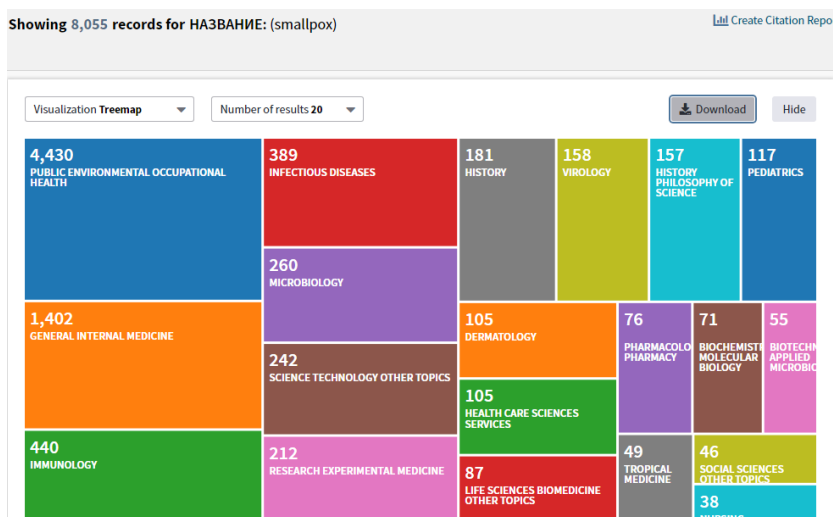 Showing 8,055 records for НАЗВАНИЕ: (smallpox)
Create Citation Repo
Visualization Treemap
Number of results 20
Download
Hide
4,430
PUBLIC ENVIRONMENTAL OCCUPATIONAL
HEALTH
389
INFECTIOUS DISEASES
181
HISTORY
158
VIROLOGY
157
HISTORY
PHILOSOPHY OF
SCIENCE
117
PEDIATRICS
260
MICROBIOLOGY
1,402
GENERAL INTERNAL MEDICINE
105
DERMATOLOGY
76
PHARMACOLO
PHARMACY
71
BIOCHEMISTI
MOLECULAR
BIOLOGY
55
BIOTECHN
APPLIED
MICROBIC
242
SCIENCE TECHNOLOGY OTHER TOPICS
105
HEALTH CARE SCIENCES
SERVICES
440
IMMUNOLOGY
212
RESEARCH EXPERIMENTAL MEDICINE
87
LIFE SCIENCES BIOMEDICINE
OTHER TOPICS
49
TROPICAL
MEDICINE
46
SOCIAL SCIENCES
OTHER TOPICS
38